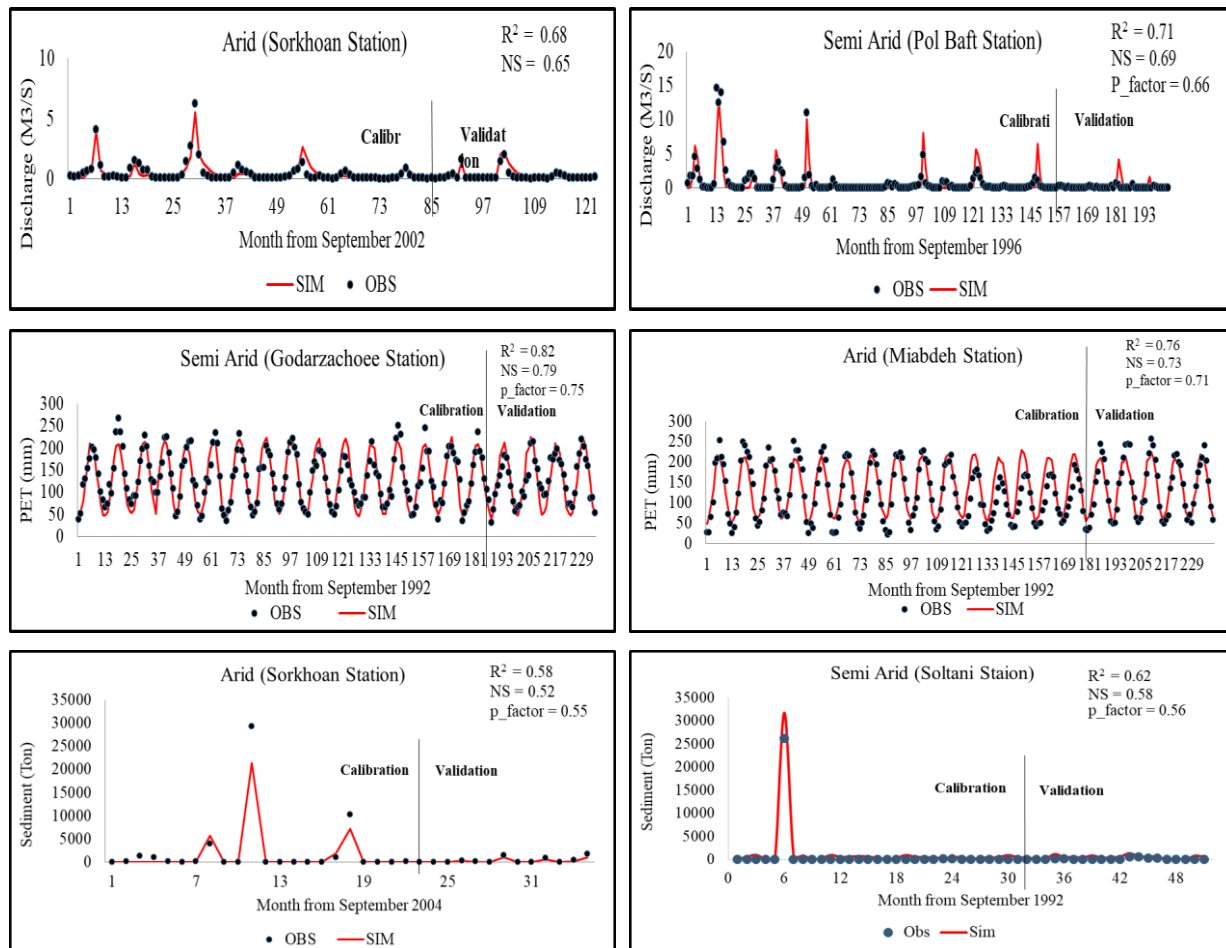 Arid (Sorkhoan Station)
R² = 0.68
NS = 0.65
Discharge (M3/S)
10
5
0
Calibr
Validat
ion
1 13 25 37 49 61 73 85 97 109 121
Month from September 2002
SIM OBS
Semi Arid (Pol Baft Station)
R² = 0.71
NS = 0.69
P_factor = 0.66
Discharge (M3/S)
20
15
10
5
0
Calibrati
Validation
1 13 25 37 49 61 73 85 97 109 121 133 145 157 169 181 193
Month from September 1996
OBS SIM
Semi Arid (Godarzachoee Station)
R² = 0.82
NS = 0.79
p_factor = 0.75
Calibration Validation
PET (mm)
300
250
200
150
100
50
0
1 13 25 37 49 61 73 85 97 109 121 133 145 157 169 181 193 205 217 229
Month from September 1992
OBS SIM
Arid (Miabdeh Station)
R² = 0.76
NS = 0.73
p_factor = 0.71
Calibration Validation
PET (mm)
300
250
200
150
100
50
0
1 13 25 37 49 61 73 85 97 109 121 133 145 157 169 181 193 205 217 229
Month from September 1992
OBS SIM
Arid (Sorkhoan Station)
R² = 0.58
NS = 0.52
p_factor = 0.55
Sediment (Ton)
35000
30000
25000
20000
15000
10000
5000
0
Calibration Validation
1 7 13 19 25 31
Month from September 2004
OBS SIM
Semi Arid (Soltani Staion)
R² = 0.62
NS = 0.58
p_factor = 0.56
Sediment (Ton)
35000
30000
25000
20000
15000
10000
5000
0
Calibration Validation
0 6 12 18 24 30 36 42 48
Month from September 1992
Obs Sim